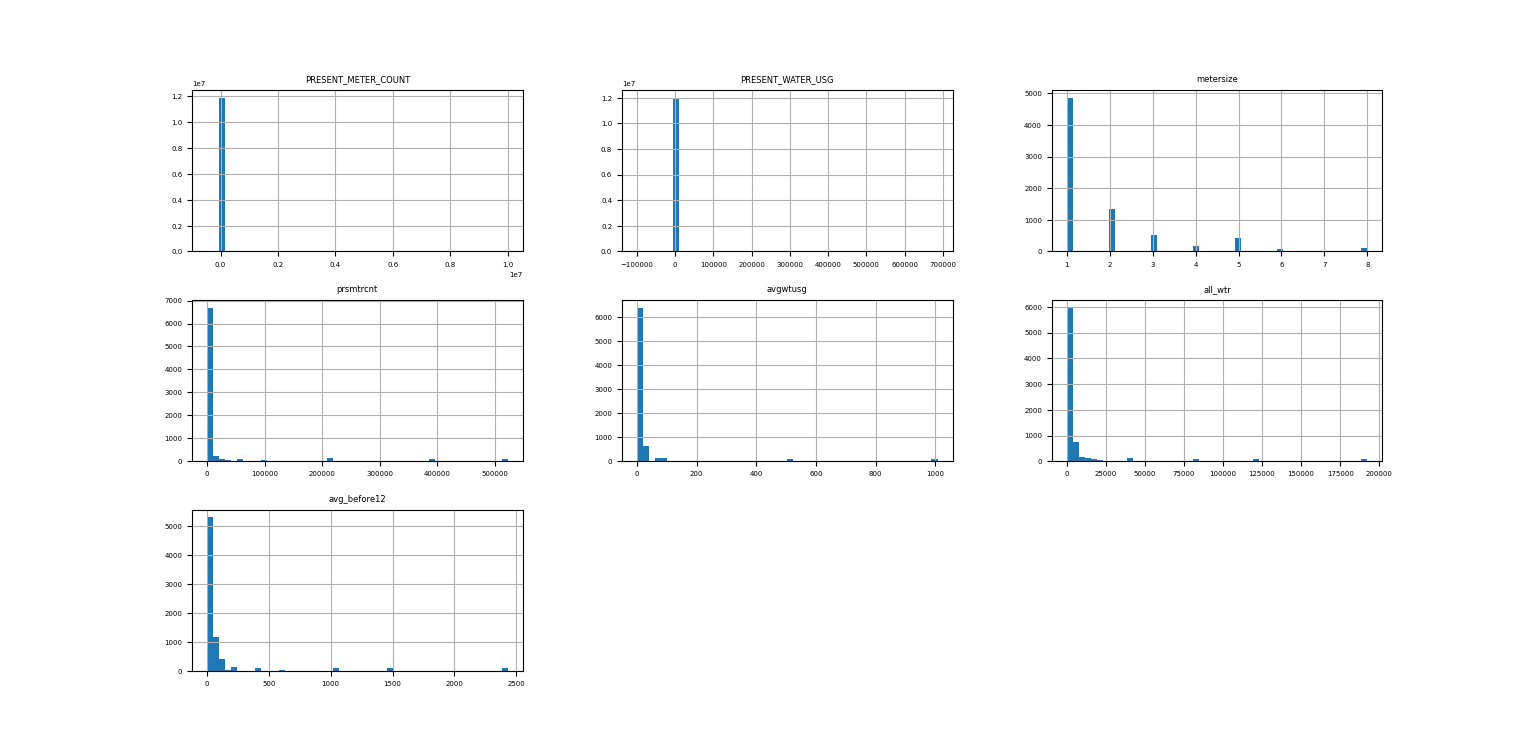 PRESENT_METER_COUNT
1e7
1.2
1.0
0.8
0.6
0.4
0.2
0.0
0.0 0.2 0.4 0.6 0.8 1.0
1e7
PRESENT_WATER_USG
1e7
1.2
1.0
0.8
0.6
0.4
0.2
0.0
−100000 0 100000 200000 300000 400000 500000 600000 700000
metersize
5000
4000
3000
2000
1000
0
1 2 3 4 5 6 7 8
prsmtrcnt
7000
6000
5000
4000
3000
2000
1000
0
0 100000 200000 300000 400000 500000
avgwtusg
6000
5000
4000
3000
2000
1000
0
0 200 400 600 800 1000
all_wtr
6000
5000
4000
3000
2000
1000
0
0 25000 50000 75000 100000 125000 150000 175000 200000
avg_before12
5000
4000
3000
2000
1000
0
0 500 1000 1500 2000 2500